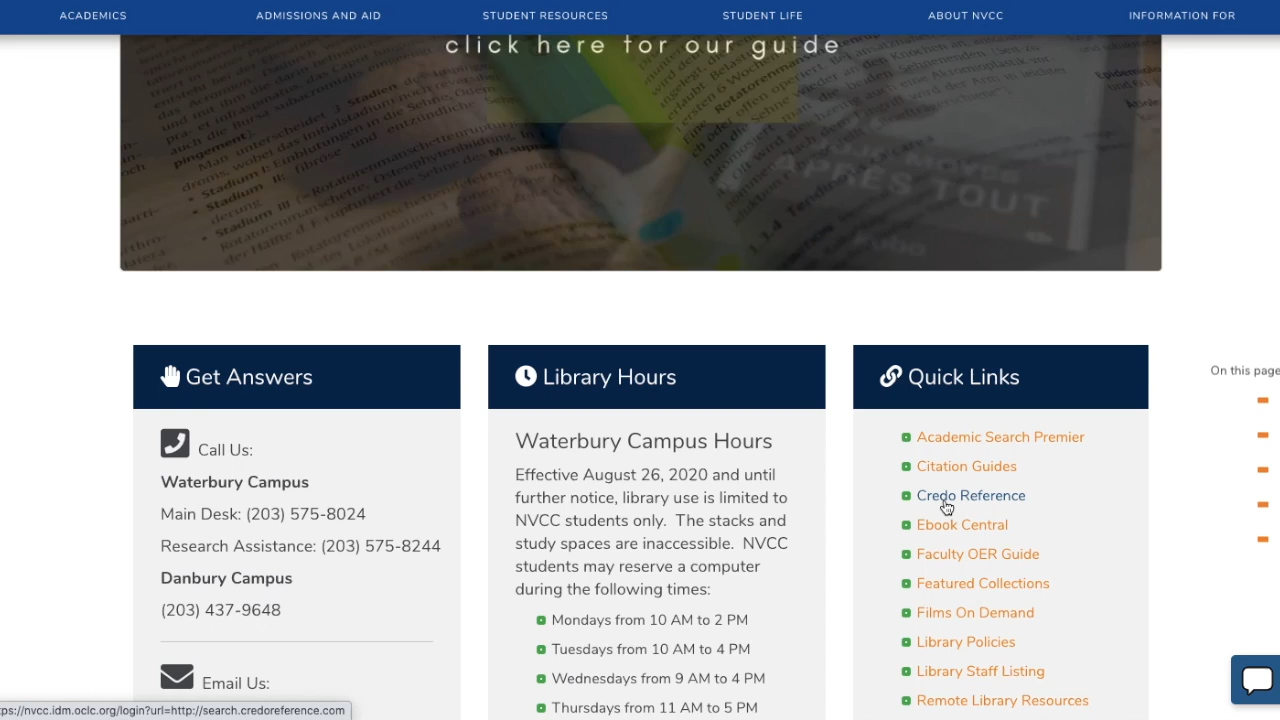 ACADEMICS
ADMISSIONS AND AID
STUDENT RESOURCES
STUDENT LIFE
ABOUT NVCC
INFORMATION FOR
click here for our guide
APRÈS TOUT
Get Answers
Call Us:
Waterbury Campus
Main Desk: (203) 575-8024
Research Assistance: (203) 575-8244
Danbury Campus
(203) 437-9648
Email Us:
Library Hours
Waterbury Campus Hours
Effective August 26, 2020 and until
further notice, library use is limited to
NVCC students only. The stacks and
study spaces are inaccessible. NVCC
students may reserve a computer
during the following times:
Mondays from 10 AM to 2 PM
Tuesdays from 10 AM to 4 PM
Wednesdays from 9 AM to 4 PM
Thursdays from 11 AM to 5 PM
Quick Links
Academic Search Premier
Citation Guides
Credo Reference
Ebook Central
Faculty OER Guide
Featured Collections
Films On Demand
Library Policies
Library Staff Listing
Remote Library Resources
On this page
tps://nvcc.idm.oclc.org/login?url=http://search.credoreference.com